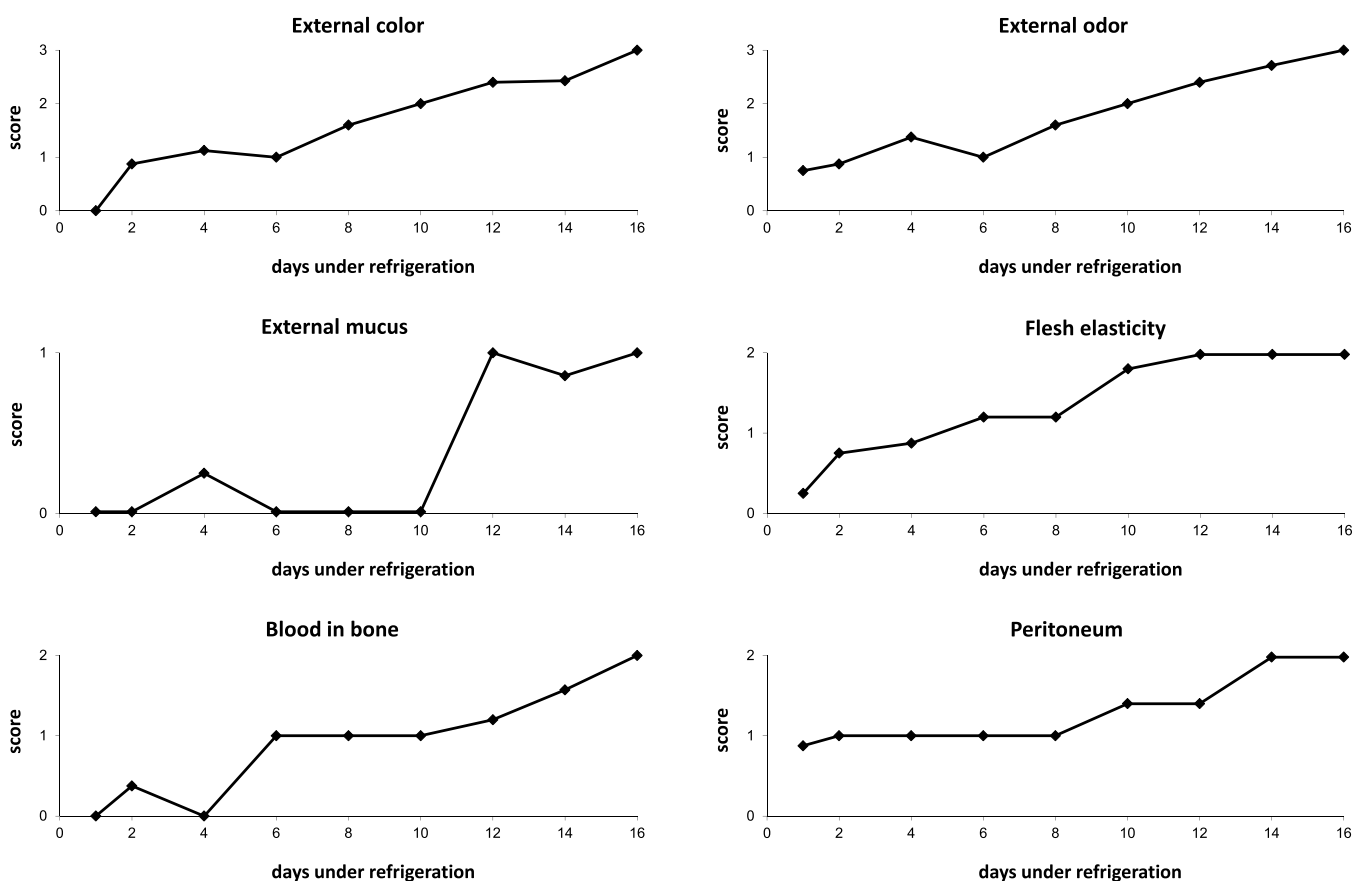 External color
3
2
1
0
score
0 2 4 6 8 10 12 14 16
days under refrigeration
External odor
3
2
1
0
score
0 2 4 6 8 10 12 14 16
days under refrigeration
External mucus
1
0
score
0 2 4 6 8 10 12 14 16
days under refrigeration
Flesh elasticity
2
1
0
score
0 2 4 6 8 10 12 14 16
days under refrigeration
Blood in bone
2
1
0
score
0 2 4 6 8 10 12 14 16
days under refrigeration
Peritoneum
2
1
0
score
0 2 4 6 8 10 12 14 16
days under refrigeration